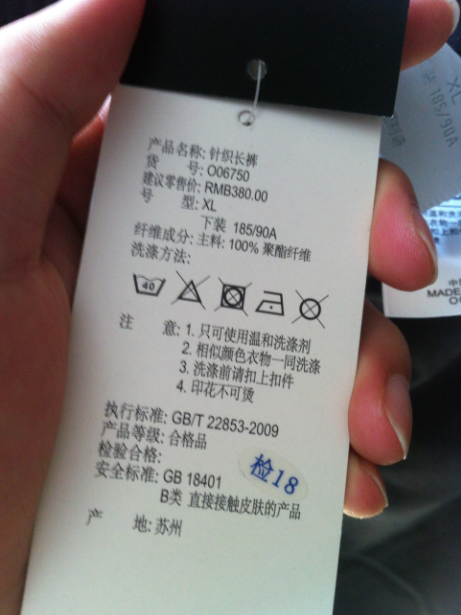 产品名称: 针织长裤
货 号: O06750
建议零售价: RMB380.00
号 型: XL
下装 185/90A
纤维成分: 主料: 100% 聚酯纤维
洗涤方法:
40
注 意: 1. 只可使用温和洗涤剂
2. 相似颜色衣物一同洗涤
3. 洗涤前请扣上扣件
4. 印花不可烫
执行标准: GB/T 22853-2009
产品等级: 合格品
检验合格:
检18
安全标准: GB 18401
B类 直接接触皮肤的产品
产 地: 苏州
XL
185/90A
MADE